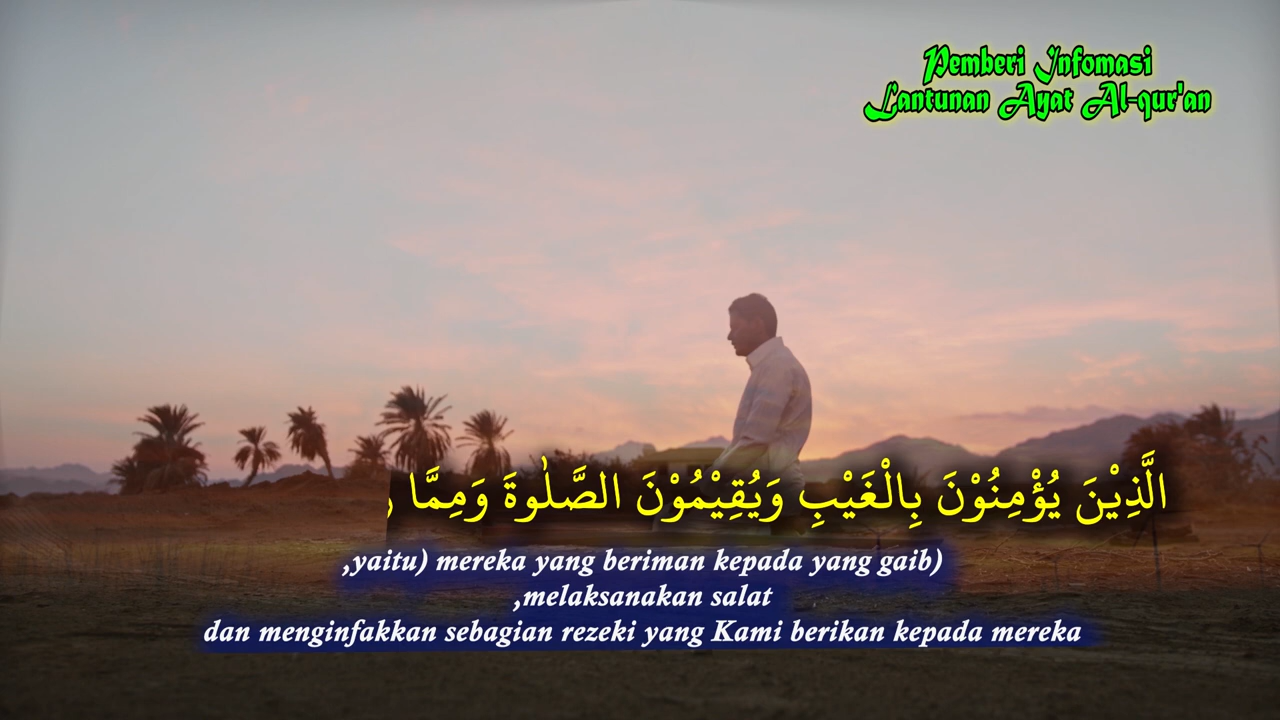 Pemberi Infomasi
Lantunan Ayat Al-qur'an
الَّذِيْنَ يُؤْمِنُوْنَ بِالْغَيْبِ وَيُقِيْمُوْنَ الصَّلٰوةَ وَمِمَّا
,yaitu) mereka yang beriman kepada yang gaib)
,melaksanakan salat
dan menginfakkan sebagian rezeki yang Kami berikan kepada mereka